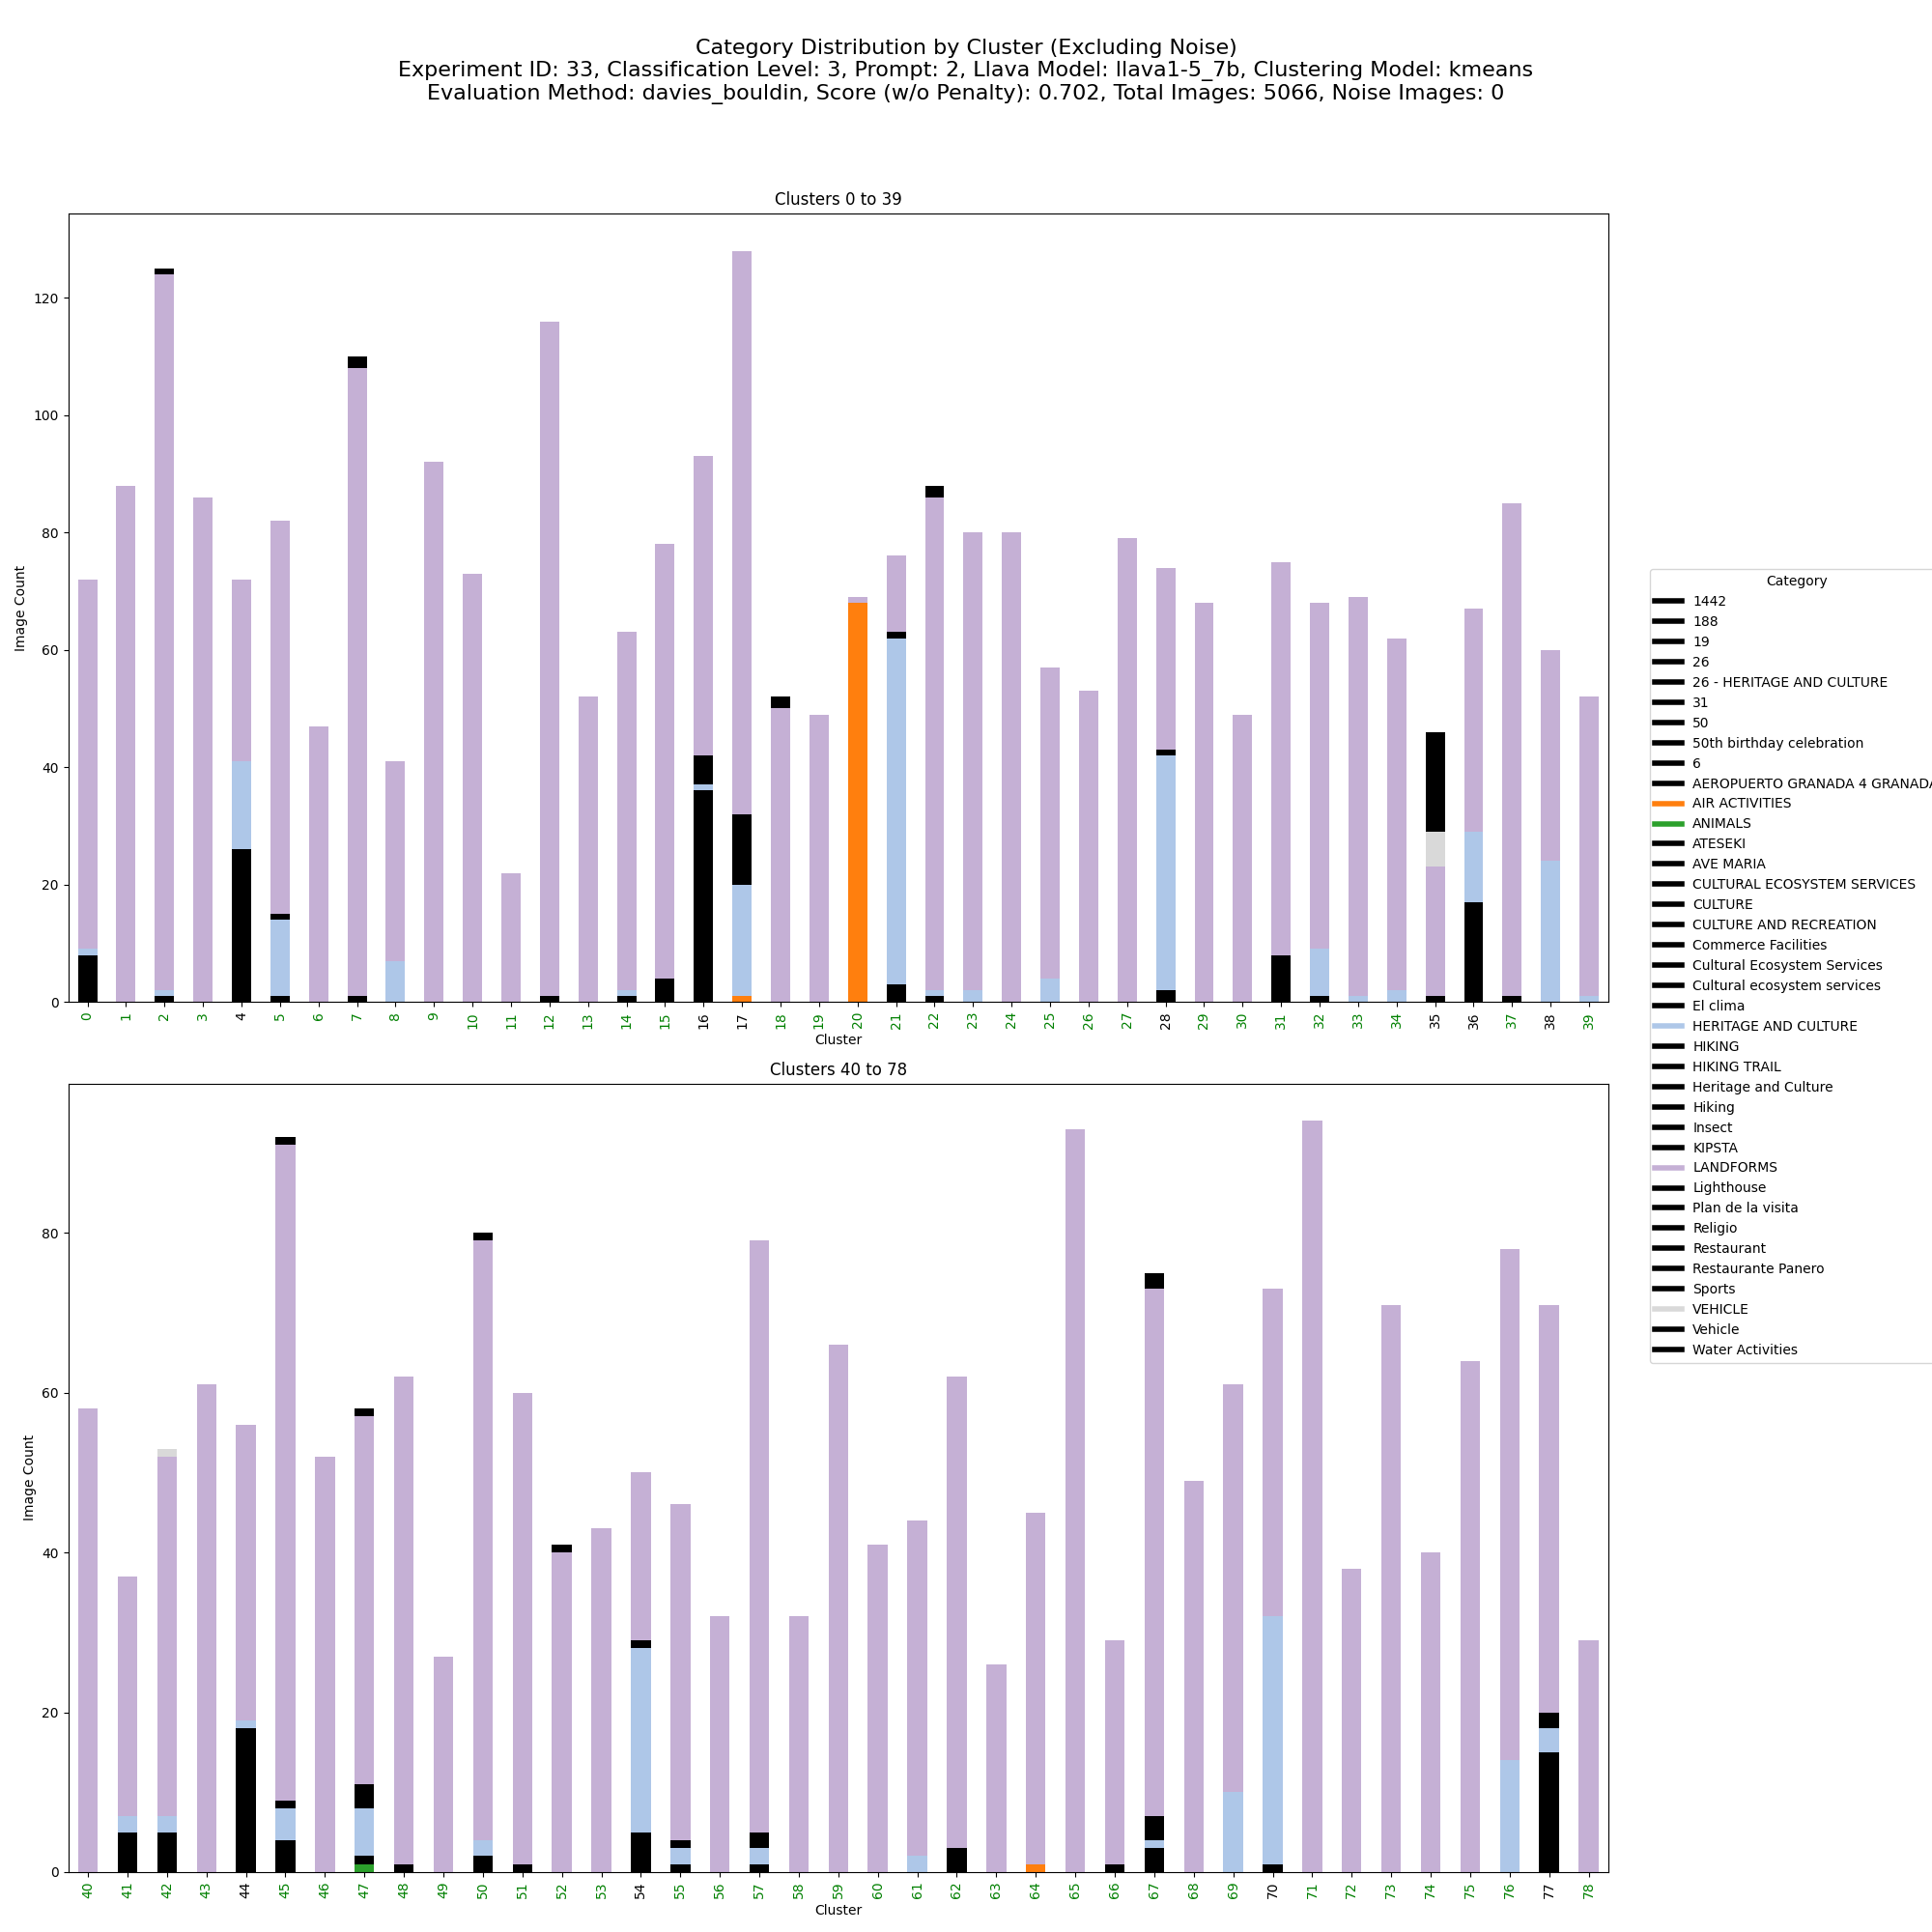 Category Distribution by Cluster (Excluding Noise)
Experiment ID: 33, Classification Level: 3, Prompt: 2, Llava Model: llava1-5_7b, Clustering Model: kmeans
Evaluation Method: davies_bouldin, Score (w/o Penalty): 0.702, Total Images: 5066, Noise Images: 0
Clusters 0 to 39
Image Count
120
100
80
60
40
20
0
0 1 2 3 4 5 6 7 8 9 10 11 12 13 14 15 16 17 18 19 20 21 22 23 24 25 26 27 28 29 30 31 32 33 34 35 36 37 38 39
Cluster
Clusters 40 to 78
Image Count
80
60
40
20
0
40 41 42 43 44 45 46 47 48 49 50 51 52 53 54 55 56 57 58 59 60 61 62 63 64 65 66 67 68 69 70 71 72 73 74 75 76 77 78
Cluster
Category
1442
188
19
26
26 - HERITAGE AND CULTURE
31
50
50th birthday celebration
6
AEROPUERTO GRANADA 4 GRANADA
AIR ACTIVITIES
ANIMALS
ATESEKI
AVE MARIA
CULTURAL ECOSYSTEM SERVICES
CULTURE
CULTURE AND RECREATION
Commerce Facilities
Cultural Ecosystem Services
Cultural ecosystem services
El clima
HERITAGE AND CULTURE
HIKING
HIKING TRAIL
Heritage and Culture
Hiking
Insect
KIPSTA
LANDFORMS
Lighthouse
Plan de la visita
Religio
Restaurant
Restaurante Panero
Sports
VEHICLE
Vehicle
Water Activities